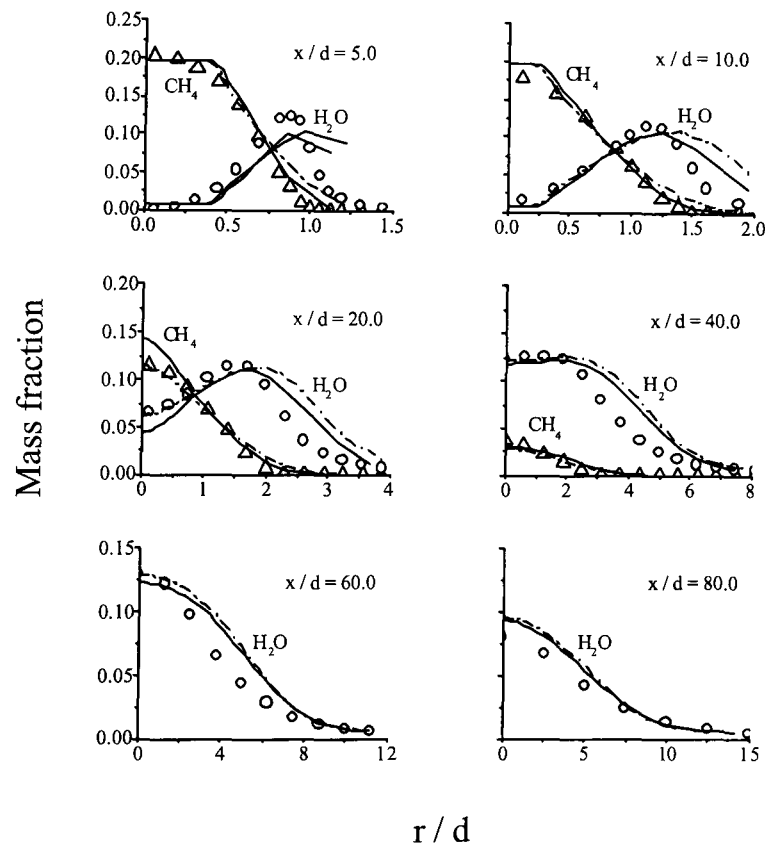 x / d = 5.0
CH4
H2O
0.25
0.20
0.15
0.10
0.05
0.00
0.0 0.5 1.0 1.5
x / d = 10.0
CH4
H2O
0.0 0.5 1.0 1.5 2.0
Mass fraction
x / d = 20.0
CH4
H2O
0.20
0.15
0.10
0.05
0.00
0 1 2 3 4
x / d = 40.0
H2O
CH4
0 2 4 6 8
x / d = 60.0
H2O
0.15
0.10
0.05
0.00
0 4 6 8 12
x / d = 80.0
H2O
0 5 10 15
r / d